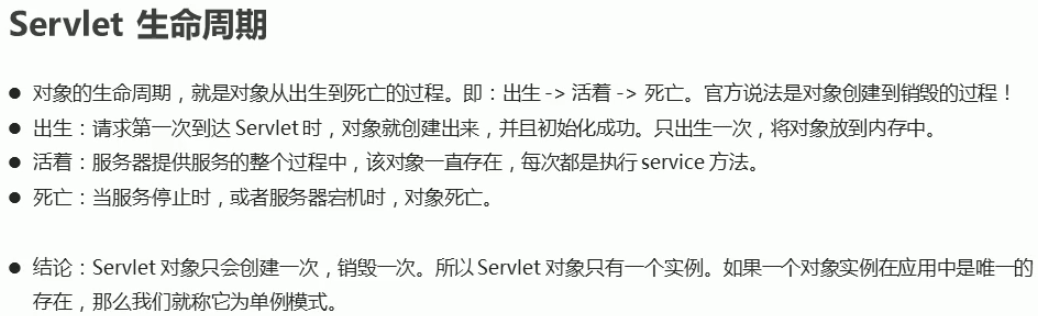 Servlet 生命周期
● 对象的生命周期，就是对象从出生到死亡的过程。即：出生 -> 活着 -> 死亡。官方说法是对象创建到销毁的过程！
● 出生：请求第一次到达 Servlet 时，对象就创建出来，并且初始化成功。只出生一次，将对象放到内存中。
● 活着：服务器提供服务的整个过程中，该对象一直存在，每次都是执行 service 方法。
● 死亡：当服务停止时，或者服务器宕机时，对象死亡。
● 结论：Servlet 对象只会创建一次，销毁一次。所以 Servlet 对象只有一个实例。如果一个对象实例在应用中是唯一的
存在，那么我们就称它为单例模式。